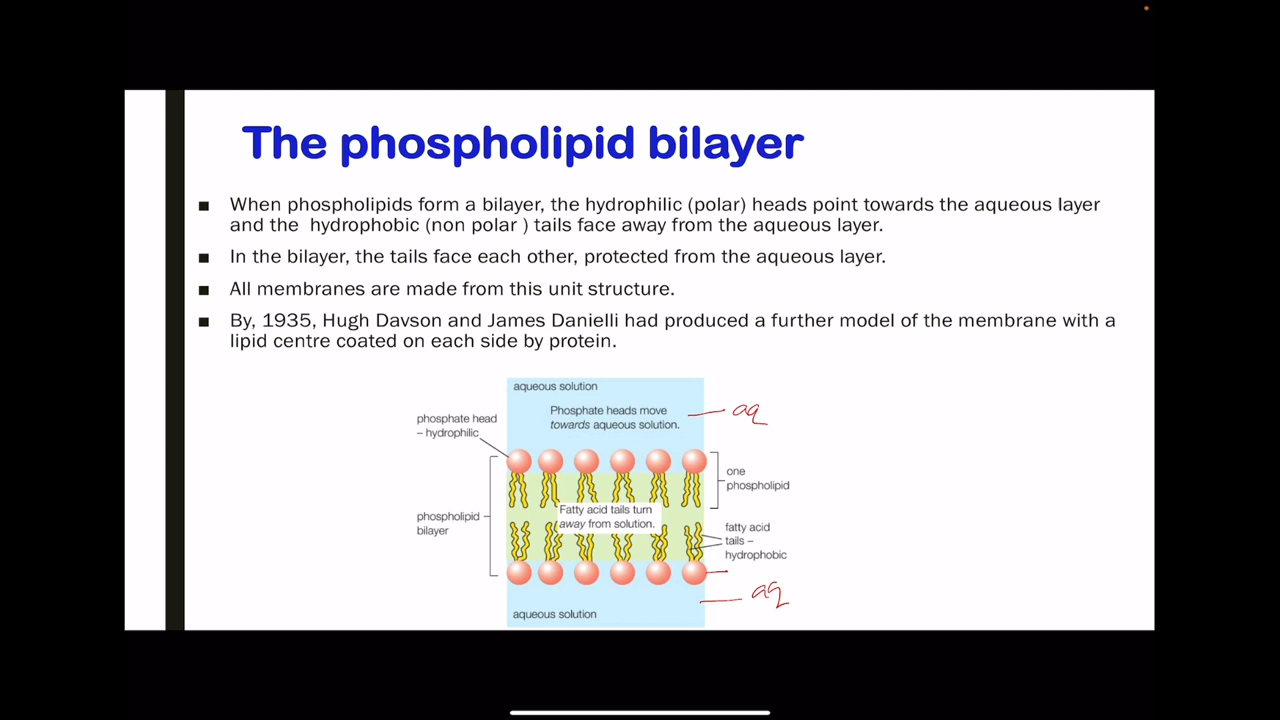 The phospholipid bilayer
■ When phospholipids form a bilayer, the hydrophilic (polar) heads point towards the aqueous layer
and the  hydrophobic (non polar ) tails face away from the aqueous layer.
■ In the bilayer, the tails face each other, protected from the aqueous layer.
■ All membranes are made from this unit structure.
■ By, 1935, Hugh Davson and James Danielli had produced a further model of the membrane with a
lipid centre coated on each side by protein.
aqueous solution
Phosphate heads move
towards aqueous solution.
aq
phosphate head
– hydrophilic
one
phospholipid
Fatty acid tails turn
away from solution.
phospholipid
bilayer
fatty acid
tails –
hydrophobic
aq
aqueous solution